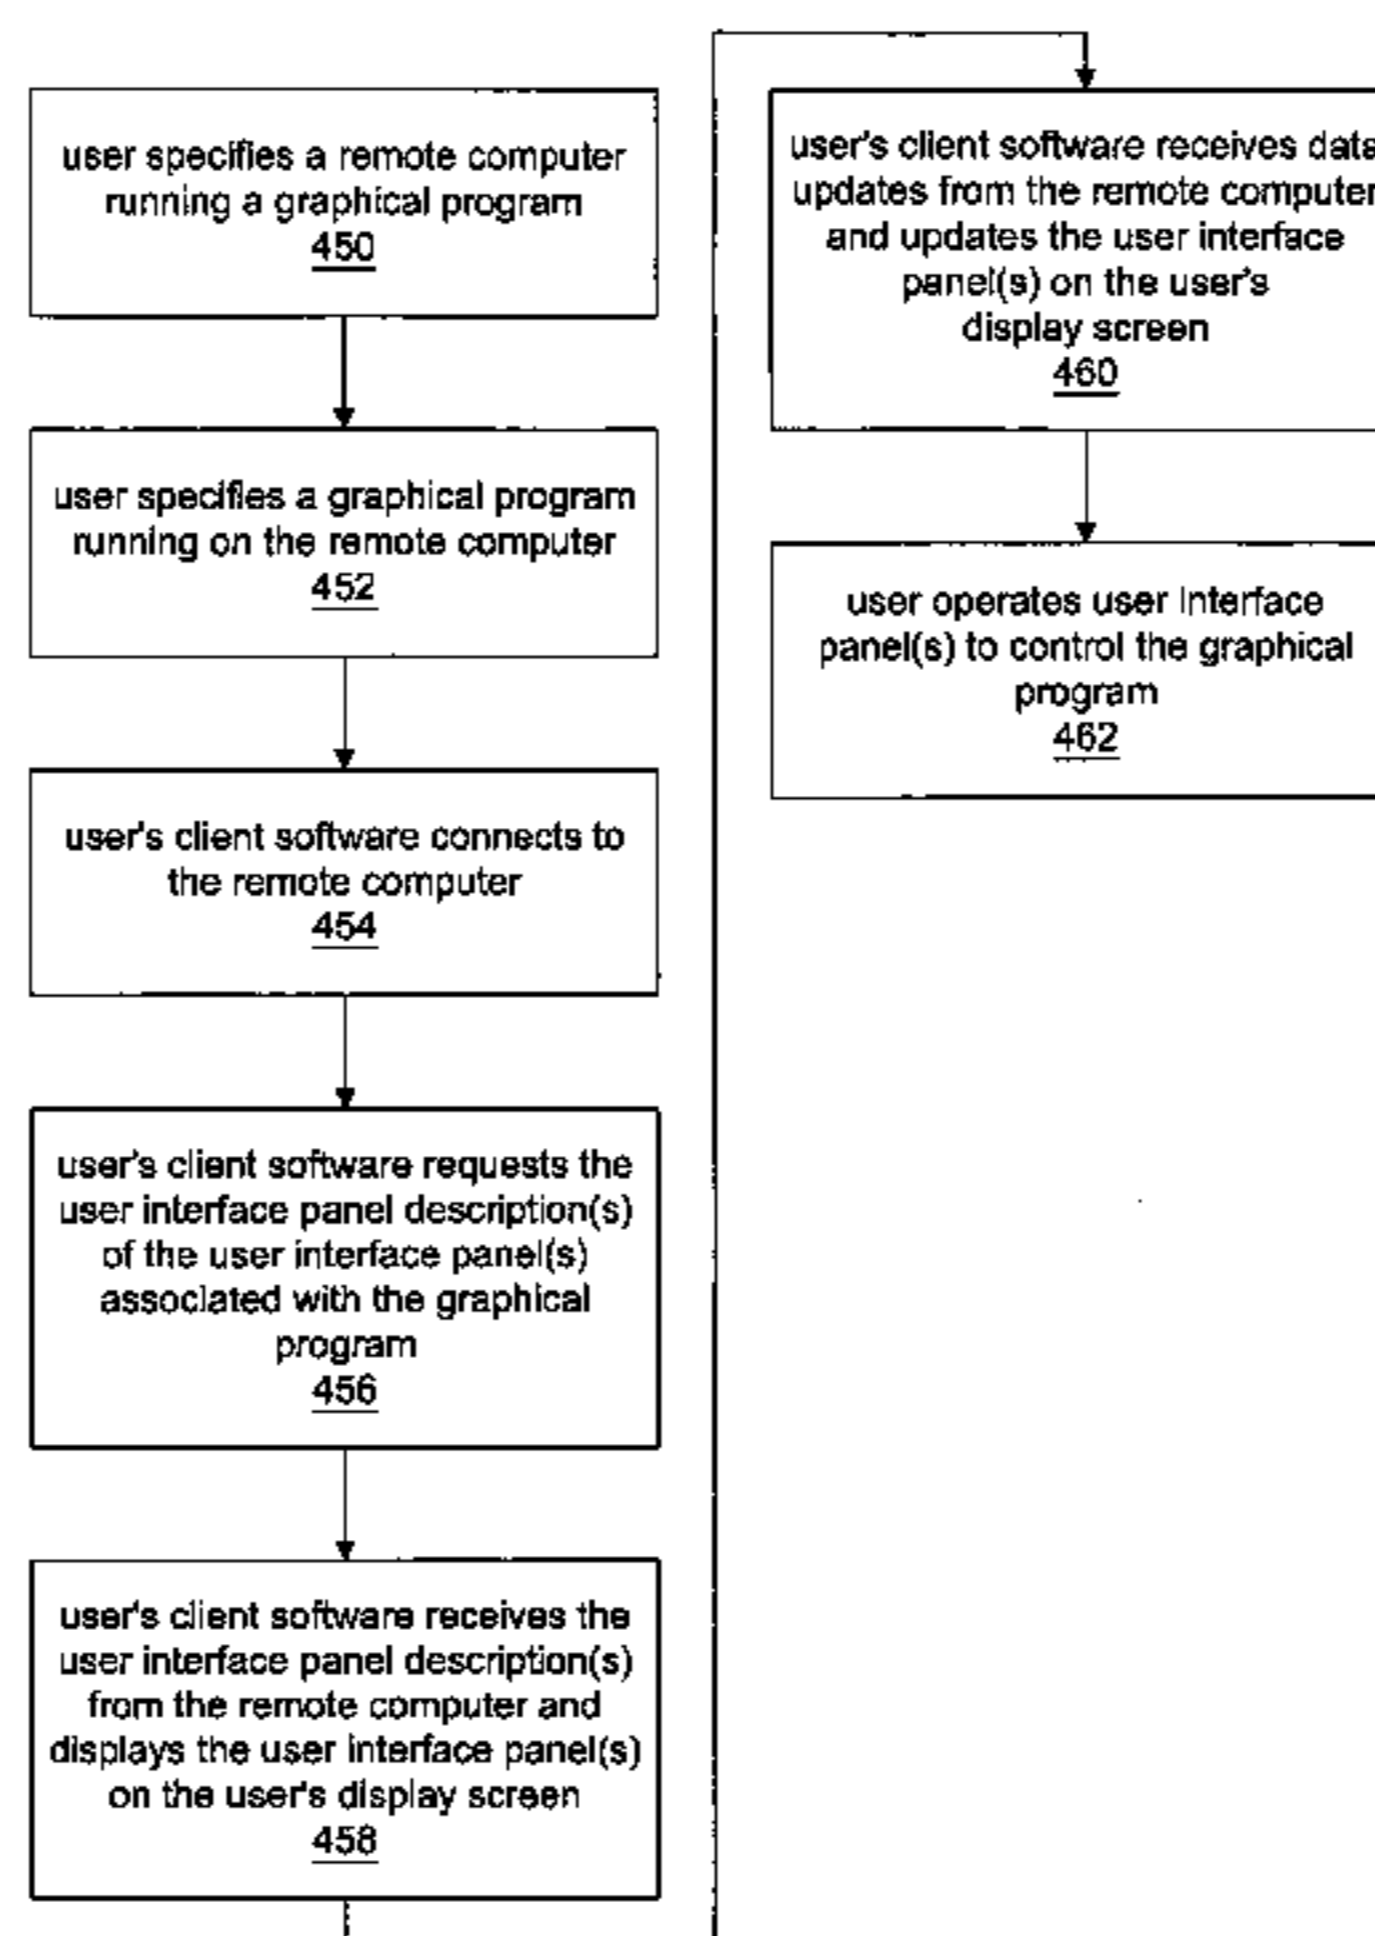 user specifies a remote computer
running a graphical program
450
user specifies a graphical program
running on the remote computer
452
user's client software connects to
the remote computer
454
user's client software requests the
user interface panel description(s)
of the user interface panel(s)
associated with the graphical
program
456
user's client software receives the
user interface panel description(s)
from the remote computer and
displays the user interface panel(s)
on the user's display screen
458
user's client software receives data
updates from the remote computer
and updates the user interface
panel(s) on the user's
display screen
460
user operates user interface
panel(s) to control the graphical
program
462